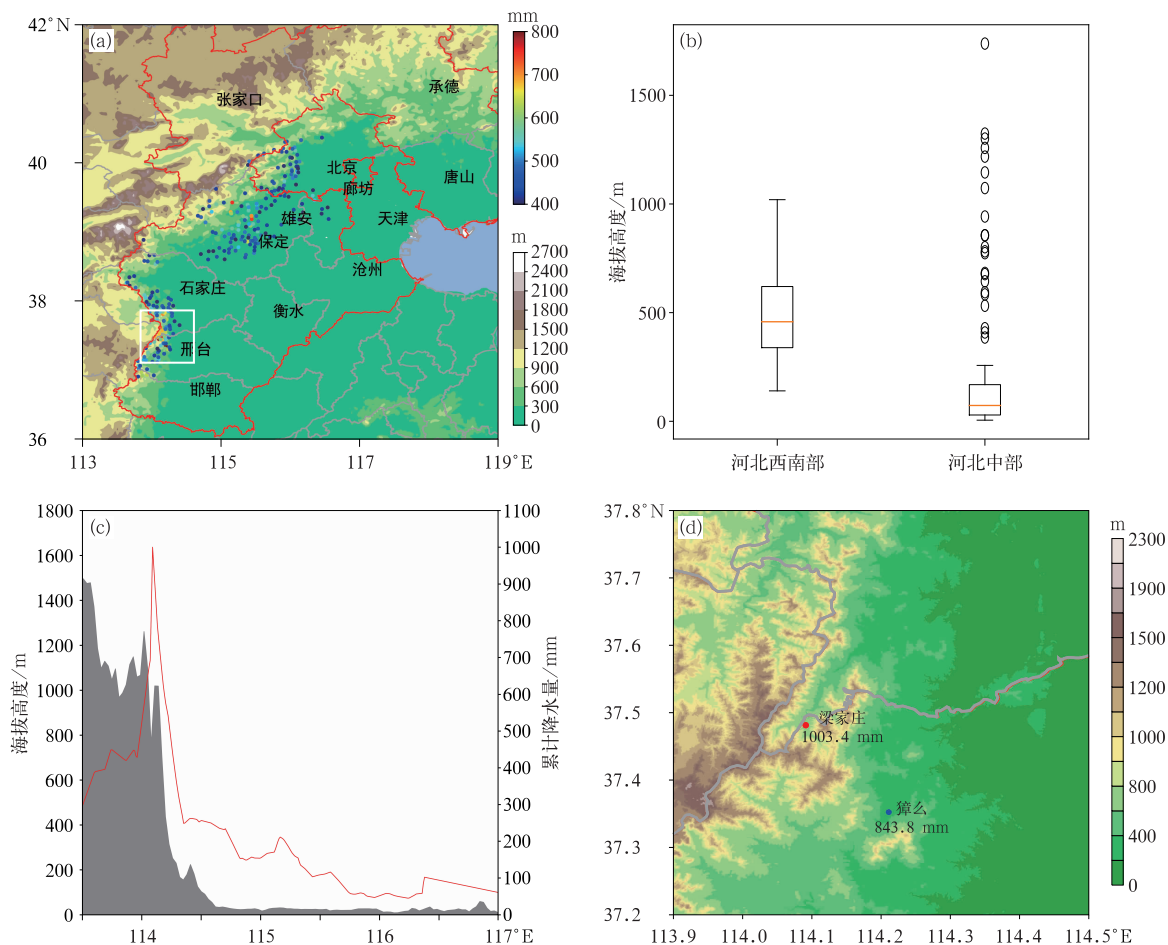 (a)
42°N
40
38
36
113
115
117
119°E
张家口
承德
北京
廊坊
唐山
雄安
天津
保定
沧州
石家庄
衡水
邢台
邯郸
mm
800
700
600
500
400
m
2700
2400
2100
1800
1500
1200
900
600
300
0
(b)
海拔高度/m
1500
1000
500
0
河北西南部
河北中部
(c)
海拔高度/m
1800
1600
1400
1200
1000
800
600
400
200
0
114
115
116
117°E
1100
1000
900
800
700
600
500
400
300
200
100
0
累计降水量/mm
(d)
37.8°N
37.7
37.6
37.5
37.4
37.3
37.2
113.9
114.0
114.1
114.2
114.3
114.4
114.5°E
梁家庄
1003.4 mm
獐么
843.8 mm
m
2300
1500
1200
1000
800
400
0